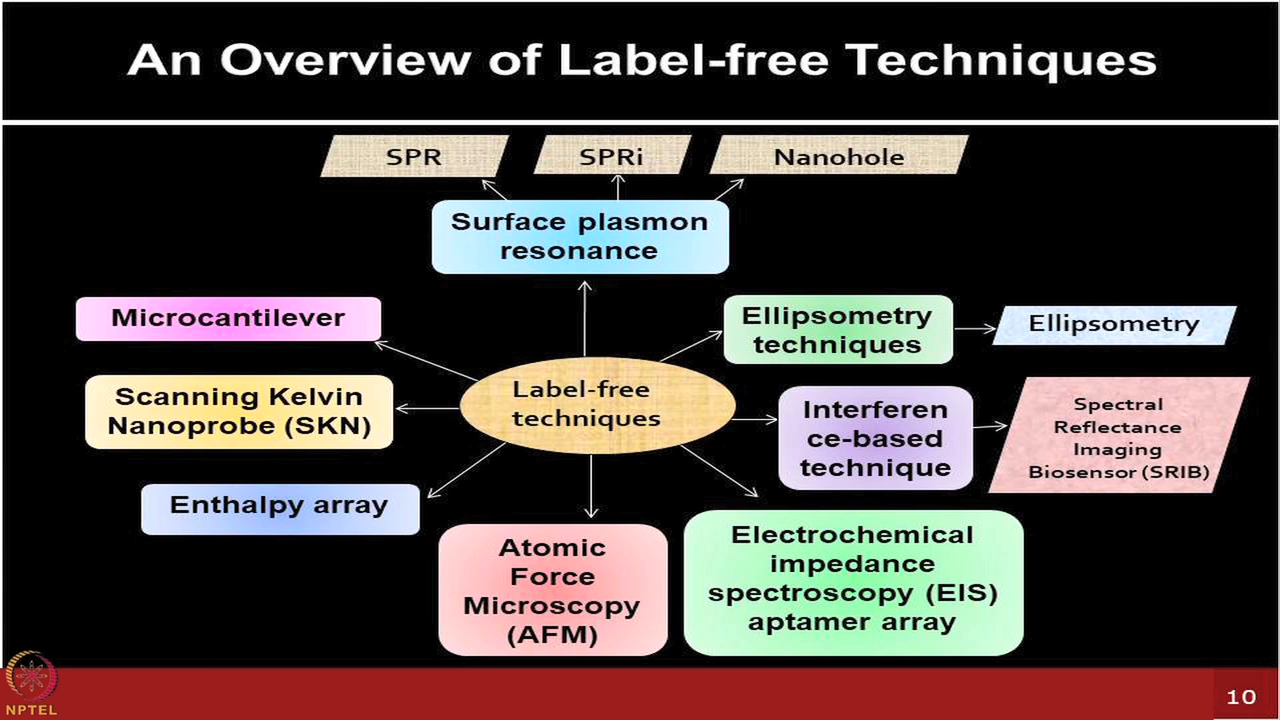 An Overview of Label-free Techniques
SPR
SPRi
Nanohole
Surface plasmon
resonance
Microcantilever
Ellipsometry
techniques
Ellipsometry
Scanning Kelvin
Nanoprobe (SKN)
Label-free
techniques
Interferen
ce-based
technique
Spectral
Reflectance
Imaging
Biosensor (SRIB)
Enthalpy array
Atomic
Force
Microscopy
(AFM)
Electrochemical
impedance
spectroscopy (EIS)
aptamer array
NPTEL
10